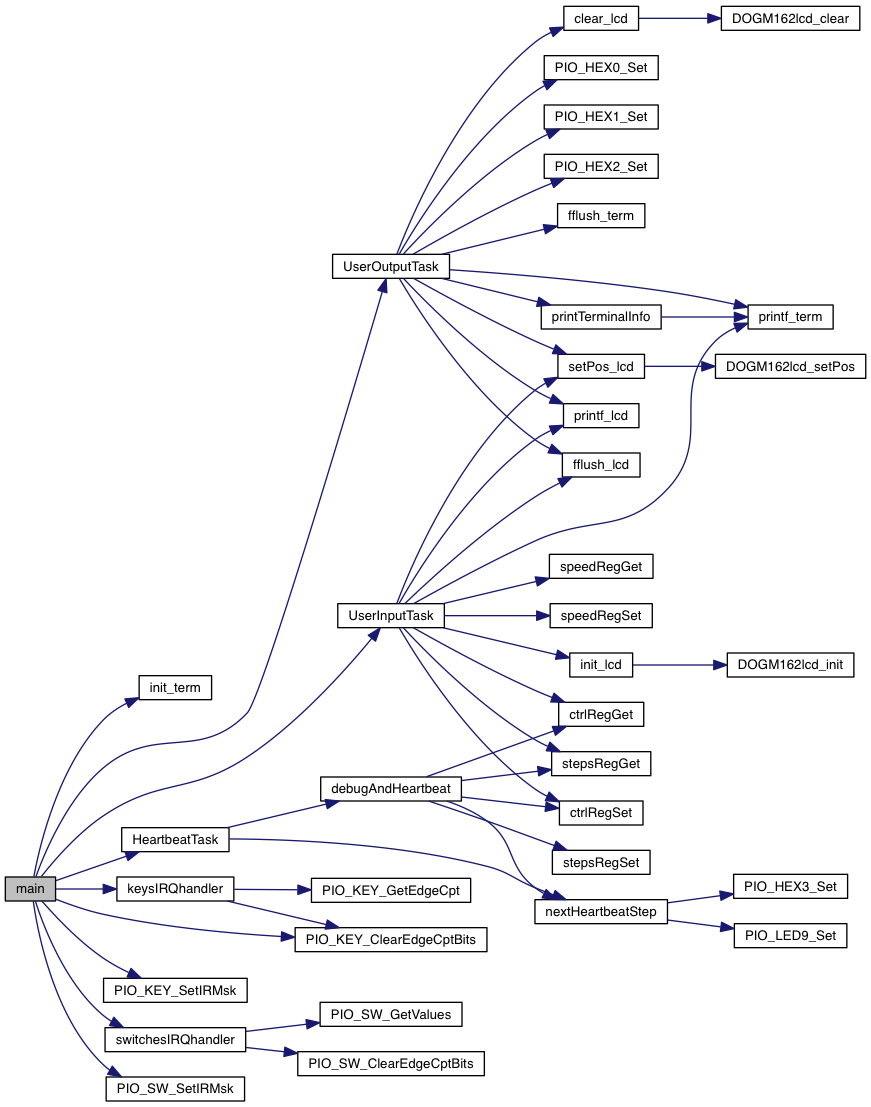 clear_lcd
DOGM162lcd_clear
PIO_HEX0_Set
PIO_HEX1_Set
PIO_HEX2_Set
fflush_term
UserOutputTask
printTerminalInfo
printf_term
setPos_lcd
DOGM162lcd_setPos
printf_lcd
fflush_lcd
speedRegGet
UserInputTask
speedRegSet
init_lcd
DOGM162lcd_init
init_term
ctrlRegGet
stepsRegGet
debugAndHeartbeat
ctrlRegSet
HeartbeatTask
stepsRegSet
main
keysIRQhandler
PIO_KEY_GetEdgeCpt
PIO_HEX3_Set
nextHeartbeatStep
PIO_KEY_ClearEdgeCptBits
PIO_LED9_Set
PIO_KEY_SetIRMsk
PIO_SW_GetValues
switchesIRQhandler
PIO_SW_ClearEdgeCptBits
PIO_SW_SetIRMsk